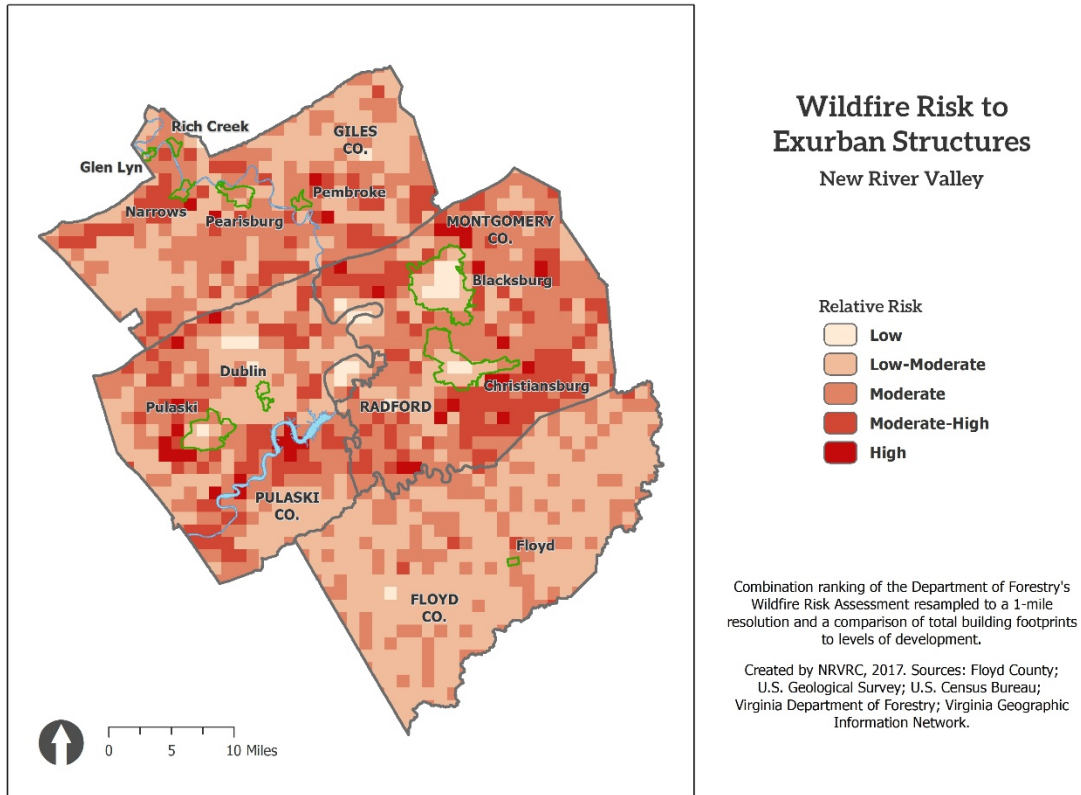 Wildfire Risk to
Exurban Structures
New River Valley
Rich Creek
GILES
CO.
Glen Lyn
Narrows
Pearisburg
Pembroke
MONTGOMERY
CO.
Blacksburg
Dublin
Christiansburg
Pulaski
RADFORD
PULASKI
CO.
Floyd
FLOYD
CO.
0 5 10 Miles
Relative Risk
Low
Low-Moderate
Moderate
Moderate-High
High
Combination ranking of the Department of Forestry's
Wildfire Risk Assessment resampled to a 1-mile
resolution and a comparison of total building footprints
to levels of development.
Created by NRVRC, 2017. Sources: Floyd County;
U.S. Geological Survey; U.S. Census Bureau;
Virginia Department of Forestry; Virginia Geographic
Information Network.